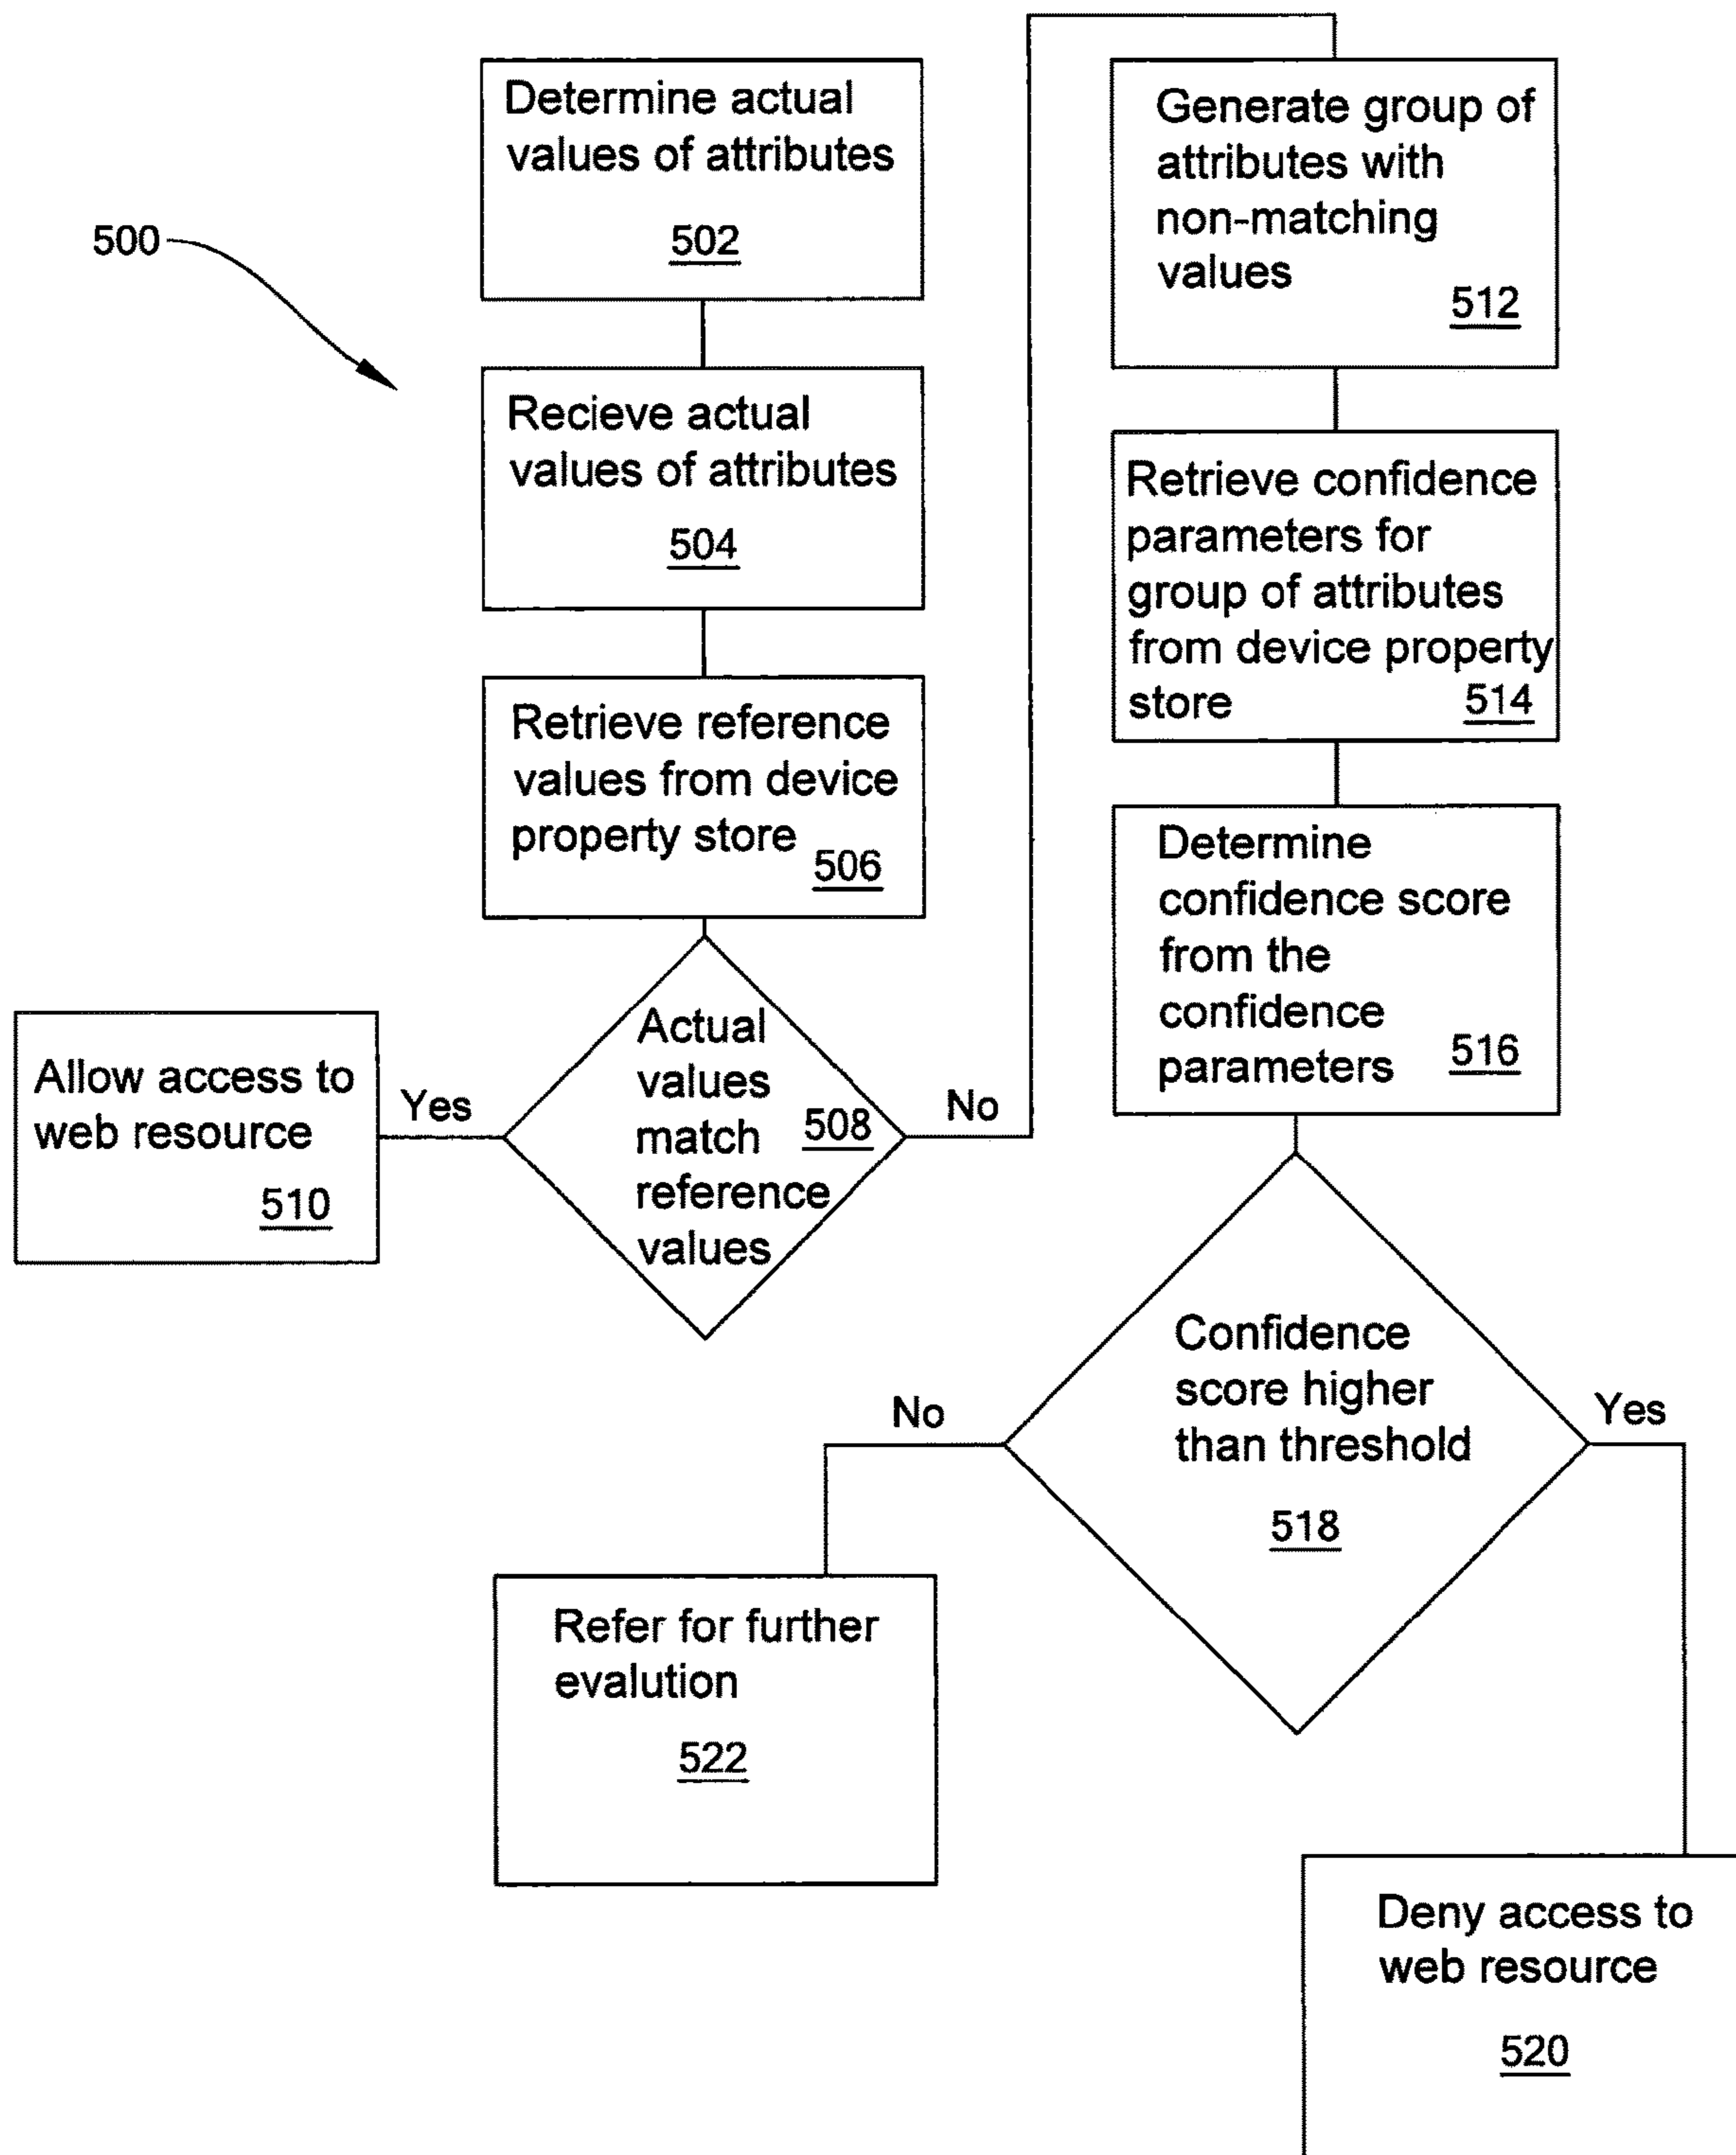 500
Determine actual
values of attributes
502
Recieve actual
values of attributes
504
Retrieve reference
values from device
property store
506
Actual
values
match
reference
values
508
Yes
No
Allow access to
web resource
510
Generate group of
attributes with
non-matching
values
512
Retrieve confidence
parameters for
group of attributes
from device property
store
514
Determine
confidence score
from the
confidence
parameters
516
Confidence
score higher
than threshold
518
No
Yes
Refer for further
evalution
522
Deny access to
web resource
520